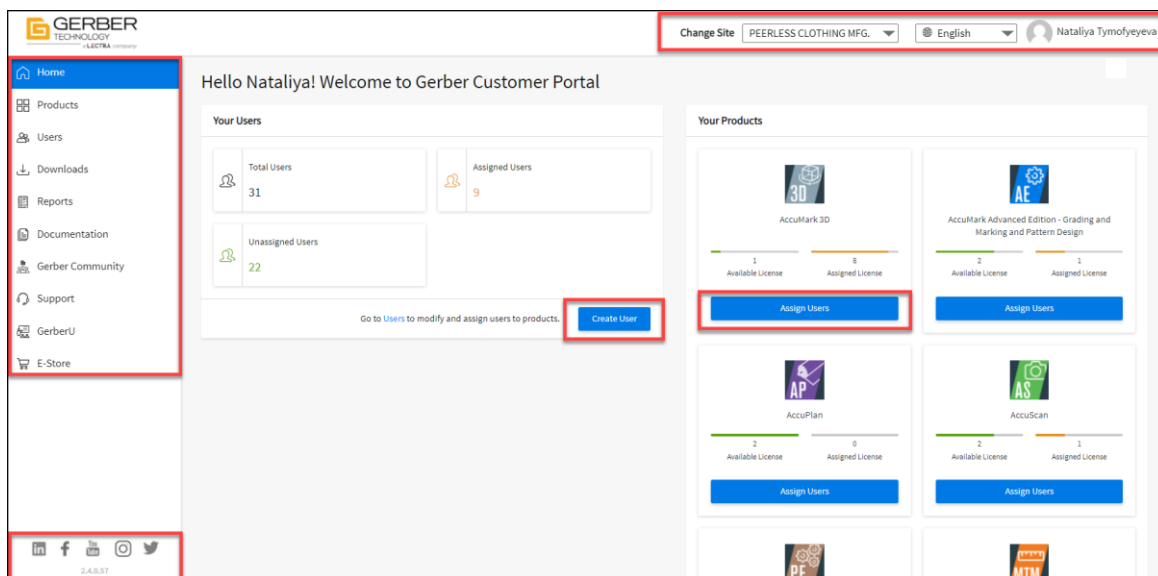 GERBER
TECHNOLOGY
a LECTRA company
Change Site
PEERLESS CLOTHING MFG.
English
Nataliya Tymofyeyeva
Home
Products
Users
Downloads
Reports
Documentation
Gerber Community
Support
GerberU
E-Store
Hello Nataliya! Welcome to Gerber Customer Portal
Your Users
Total Users
31
Assigned Users
9
Unassigned Users
22
Go to Users to modify and assign users to products.
Create User
Your Products
3D
AccuMark 3D
1
Available License
8
Assigned License
Assign Users
AE
AccuMark Advanced Edition - Grading and
Marking and Pattern Design
2
Available License
1
Assigned License
Assign Users
AP
AccuPlan
2
Available License
0
Assigned License
Assign Users
AS
AccuScan
2
Available License
1
Assigned License
Assign Users
PE
MTM
in f You Tube
2.4.0.57